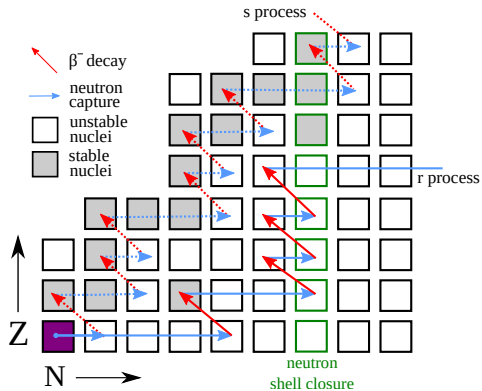 s process
β⁻ decay
neutron
capture
unstable
nuclei
stable
nuclei
r process
Z
N
neutron
shell closure